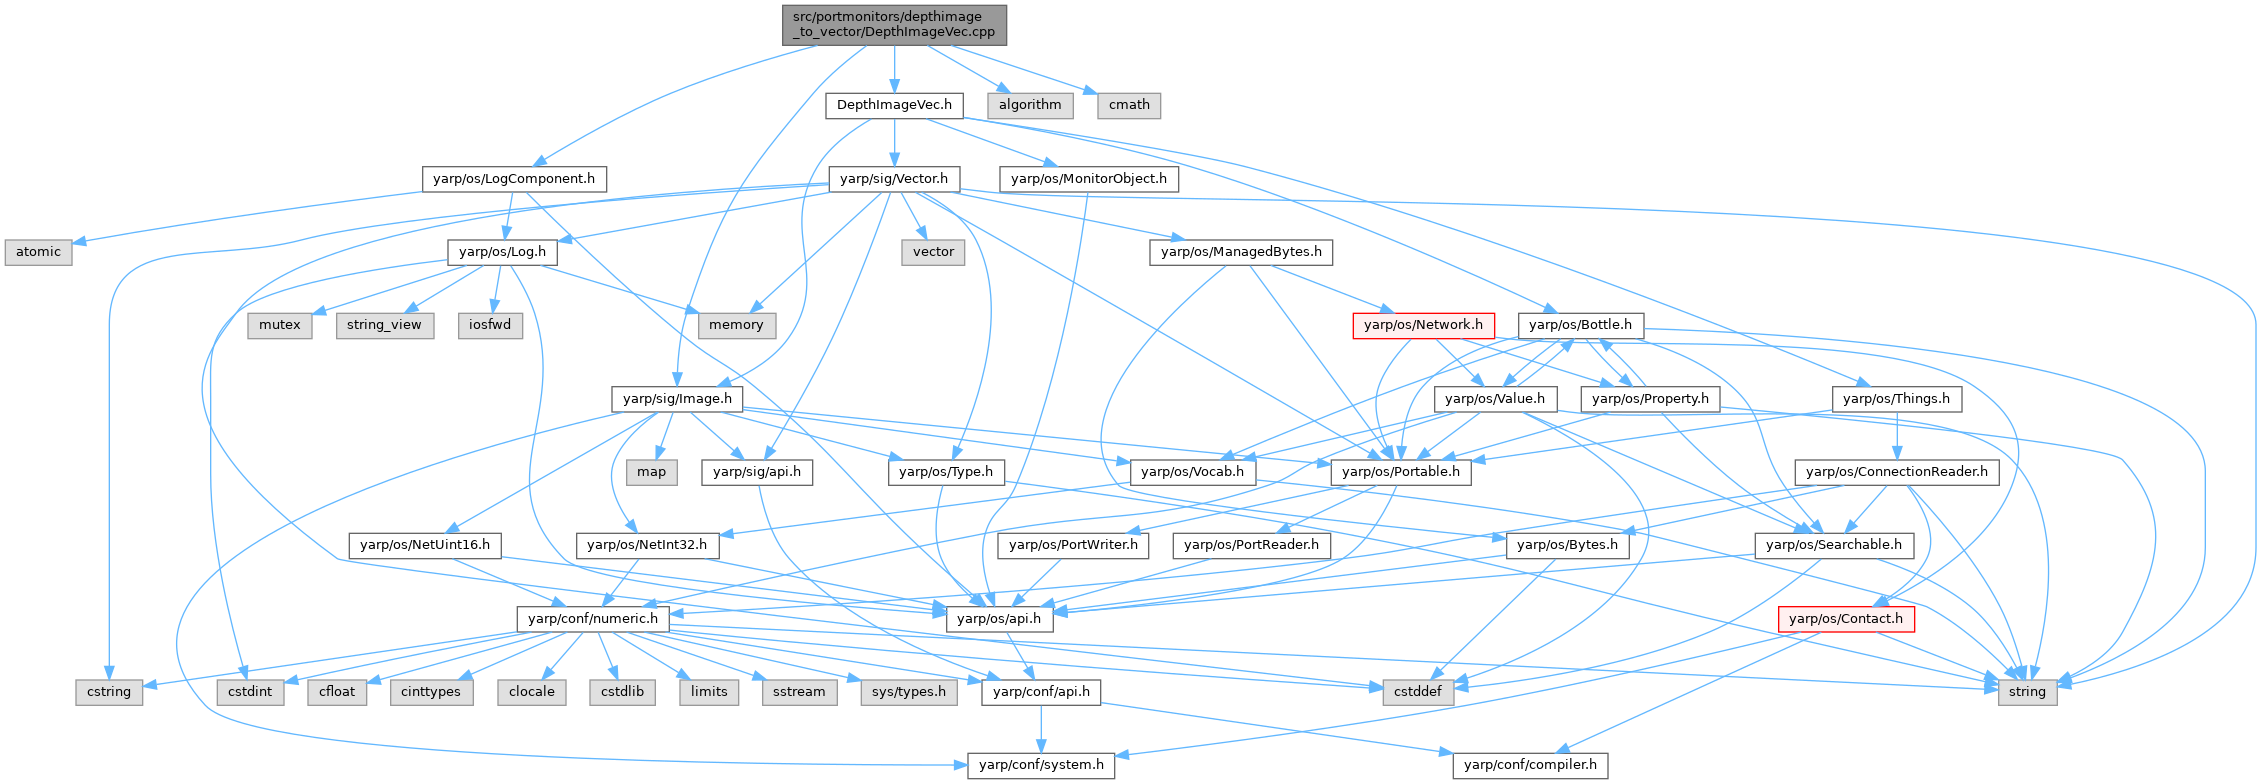 src/portmonitors/depthimage
_to_vector/DepthImageVec.cpp
DepthImageVec.h
algorithm
cmath
yarp/os/LogComponent.h
yarp/sig/Vector.h
yarp/os/MonitorObject.h
atomic
yarp/os/Log.h
vector
yarp/os/ManagedBytes.h
mutex
string_view
iosfwd
memory
yarp/os/Network.h
yarp/os/Bottle.h
yarp/sig/Image.h
yarp/os/Value.h
yarp/os/Property.h
yarp/os/Things.h
map
yarp/sig/api.h
yarp/os/Type.h
yarp/os/Vocab.h
yarp/os/Portable.h
yarp/os/ConnectionReader.h
yarp/os/NetUint16.h
yarp/os/NetInt32.h
yarp/os/PortWriter.h
yarp/os/PortReader.h
yarp/os/Bytes.h
yarp/os/Searchable.h
yarp/conf/numeric.h
yarp/os/api.h
yarp/os/Contact.h
cstring
cstdint
cfloat
cinttypes
clocale
cstdlib
limits
sstream
sys/types.h
yarp/conf/api.h
cstddef
string
yarp/conf/system.h
yarp/conf/compiler.h